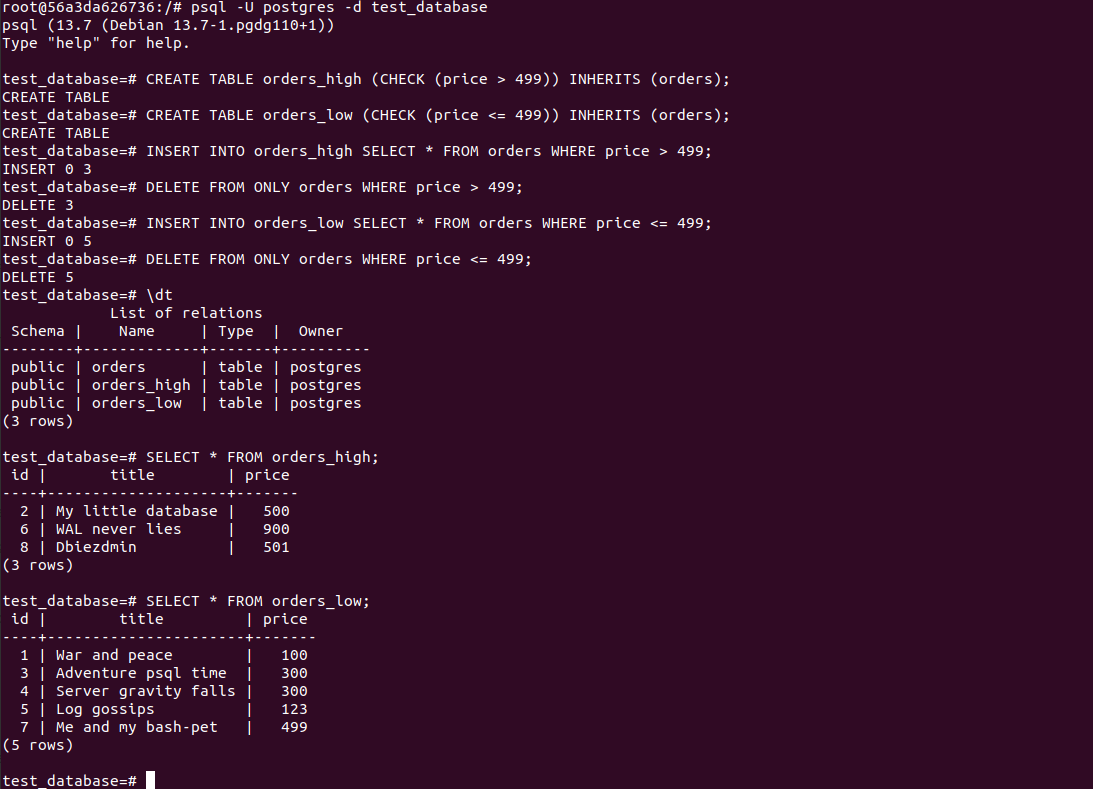 root@56a3da626736:/# psql -U postgres -d test_database
psql (13.7 (Debian 13.7-1.pgdg110+1))
Type "help" for help.

test_database=# CREATE TABLE orders_high (CHECK (price > 499)) INHERITS (orders);
CREATE TABLE
test_database=# CREATE TABLE orders_low (CHECK (price <= 499)) INHERITS (orders);
CREATE TABLE
test_database=# INSERT INTO orders_high SELECT * FROM orders WHERE price > 499;
INSERT 0 3
test_database=# DELETE FROM ONLY orders WHERE price > 499;
DELETE 3
test_database=# INSERT INTO orders_low SELECT * FROM orders WHERE price <= 499;
INSERT 0 5
test_database=# DELETE FROM ONLY orders WHERE price <= 499;
DELETE 5
test_database=# \dt
            List of relations
 Schema |    Name     | Type  |  Owner
--------+-------------+-------+----------
 public | orders      | table | postgres
 public | orders_high | table | postgres
 public | orders_low  | table | postgres
(3 rows)

test_database=# SELECT * FROM orders_high;
 id |       title        | price
----+--------------------+-------
  2 | My little database |   500
  6 | WAL never lies     |   900
  8 | Dbiezdmin          |   501
(3 rows)

test_database=# SELECT * FROM orders_low;
 id |        title         | price
----+----------------------+-------
  1 | War and peace        |   100
  3 | Adventure psql time  |   300
  4 | Server gravity falls |   300
  5 | Log gossips          |   123
  7 | Me and my bash-pet   |   499
(5 rows)

test_database=#